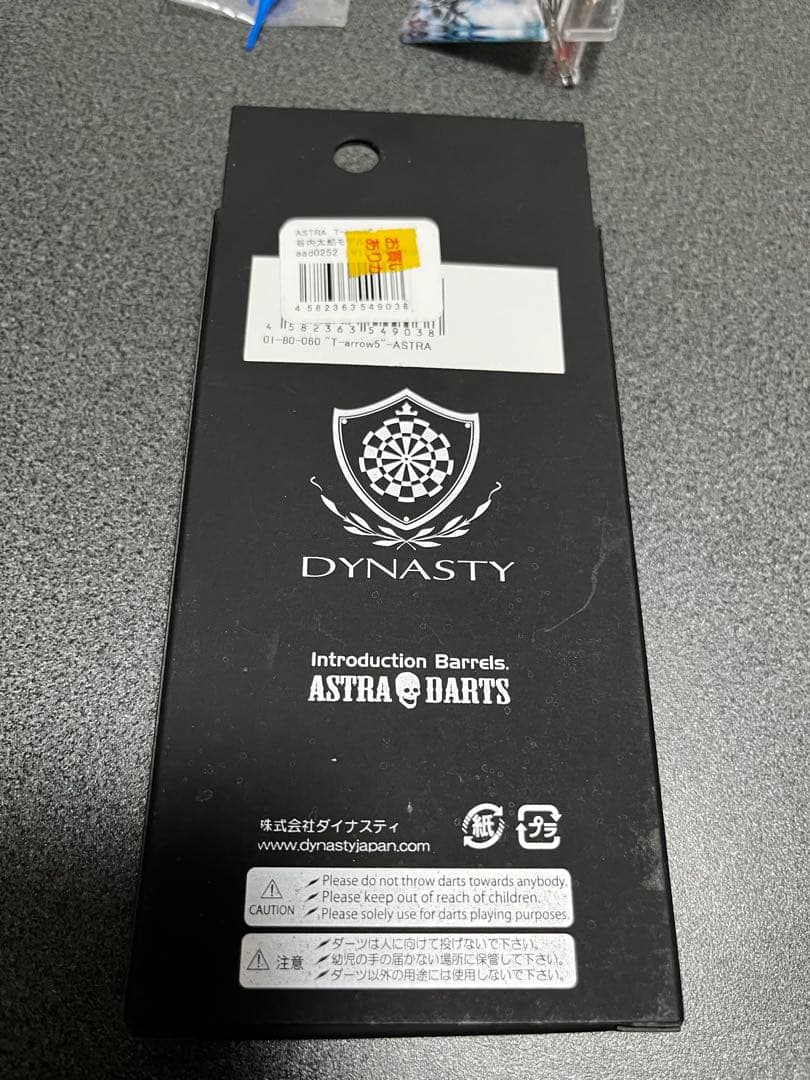 ASTRA
谷内太郎モデル
aad0252
お買い
あり
4 562363 549038
4 582363 549038
01-80-060 "T-arrow5"-ASTRA
DYNASTY
Introduction Barrels.
ASTRA DARTS
株式会社ダイナスティ
www.dynastyjapan.com
紙
プラ
Please do not throw darts towards anybody.
Please keep out of reach of children.
CAUTION
Please solely use for darts playing purposes.
ダーツは人に向けて投げないで下さい。
注意
幼児の手の届かない場所に保管して下さい。
ダーツ以外の用途には使用しないで下さい。